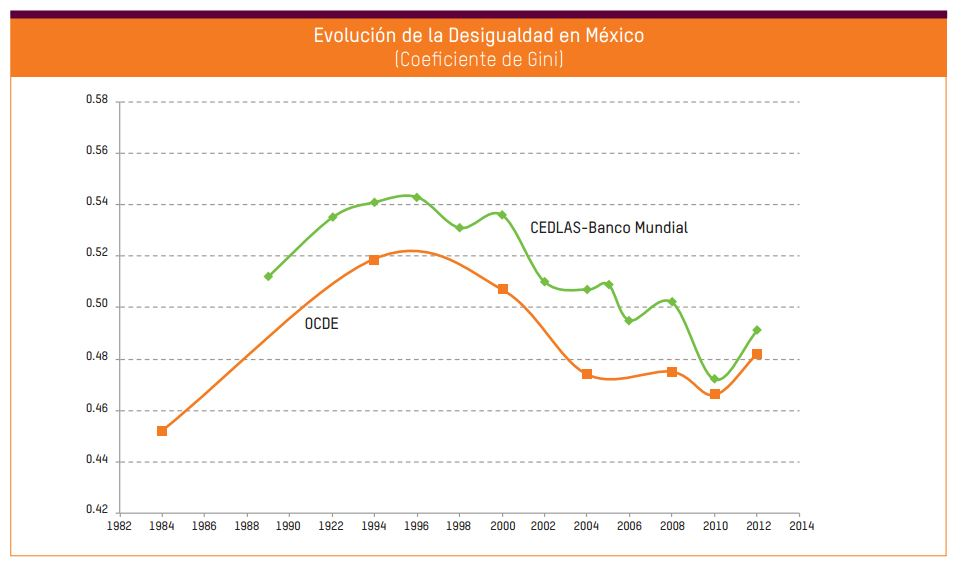 Evolución de la Desigualdad en México
(Coeficiente de Gini)
0.58
0.56
0.54
CEDLAS-Banco Mundial
0.52
0.50
OCDE
0.48
0.46
0.44
0.42
1982 1984 1986 1988 1990 1922 1994 1996 1998 2000 2002 2004 2006 2008 2010 2012 2014